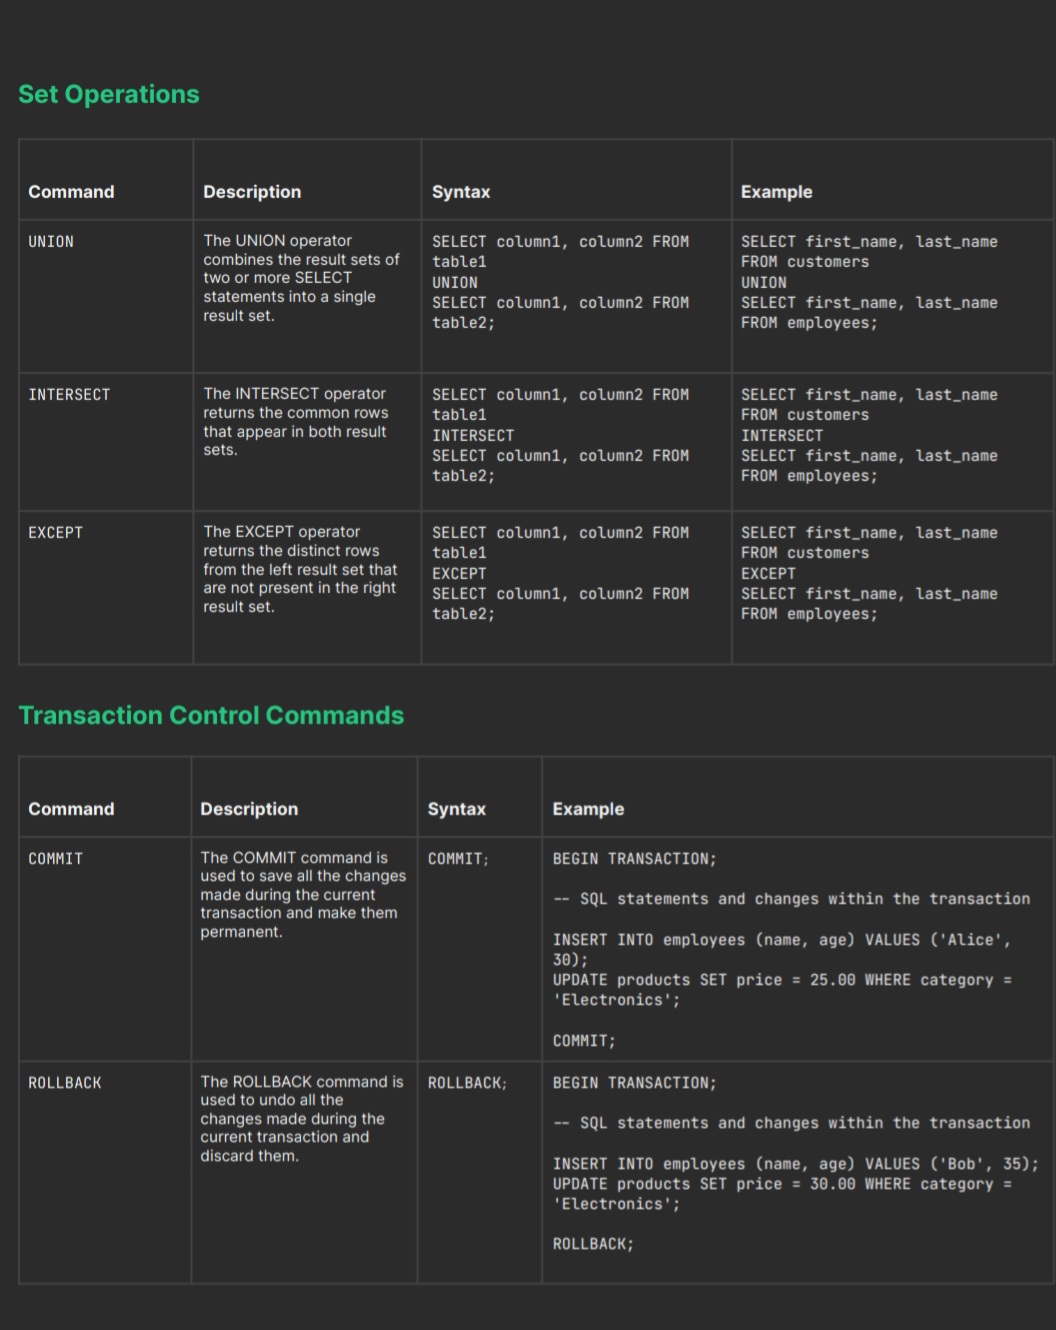 Set Operations
Command
Description
Syntax
Example
UNION
The UNION operator
combines the result sets of
two or more SELECT
statements into a single
result set.
SELECT column1, column2 FROM
table1
UNION
SELECT column1, column2 FROM
table2;
SELECT first_name, last_name
FROM customers
UNION
SELECT first_name, last_name
FROM employees;
INTERSECT
The INTERSECT operator
returns the common rows
that appear in both result
sets.
SELECT column1, column2 FROM
table1
INTERSECT
SELECT column1, column2 FROM
table2;
SELECT first_name, last_name
FROM customers
INTERSECT
SELECT first_name, last_name
FROM employees;
EXCEPT
The EXCEPT operator
returns the distinct rows
from the left result set that
are not present in the right
result set.
SELECT column1, column2 FROM
table1
EXCEPT
SELECT column1, column2 FROM
table2;
SELECT first_name, last_name
FROM customers
EXCEPT
SELECT first_name, last_name
FROM employees;
Transaction Control Commands
Command
Description
Syntax
Example
COMMIT
The COMMIT command is
used to save all the changes
made during the current
transaction and make them
permanent.
COMMIT;
BEGIN TRANSACTION;
-- SQL statements and changes within the transaction
INSERT INTO employees (name, age) VALUES ('Alice',
30);
UPDATE products SET price = 25.00 WHERE category =
'Electronics';
COMMIT;
ROLLBACK
The ROLLBACK command is
used to undo all the
changes made during the
current transaction and
discard them.
ROLLBACK;
BEGIN TRANSACTION;
-- SQL statements and changes within the transaction
INSERT INTO employees (name, age) VALUES ('Bob', 35);
UPDATE products SET price = 30.00 WHERE category =
'Electronics';
ROLLBACK;